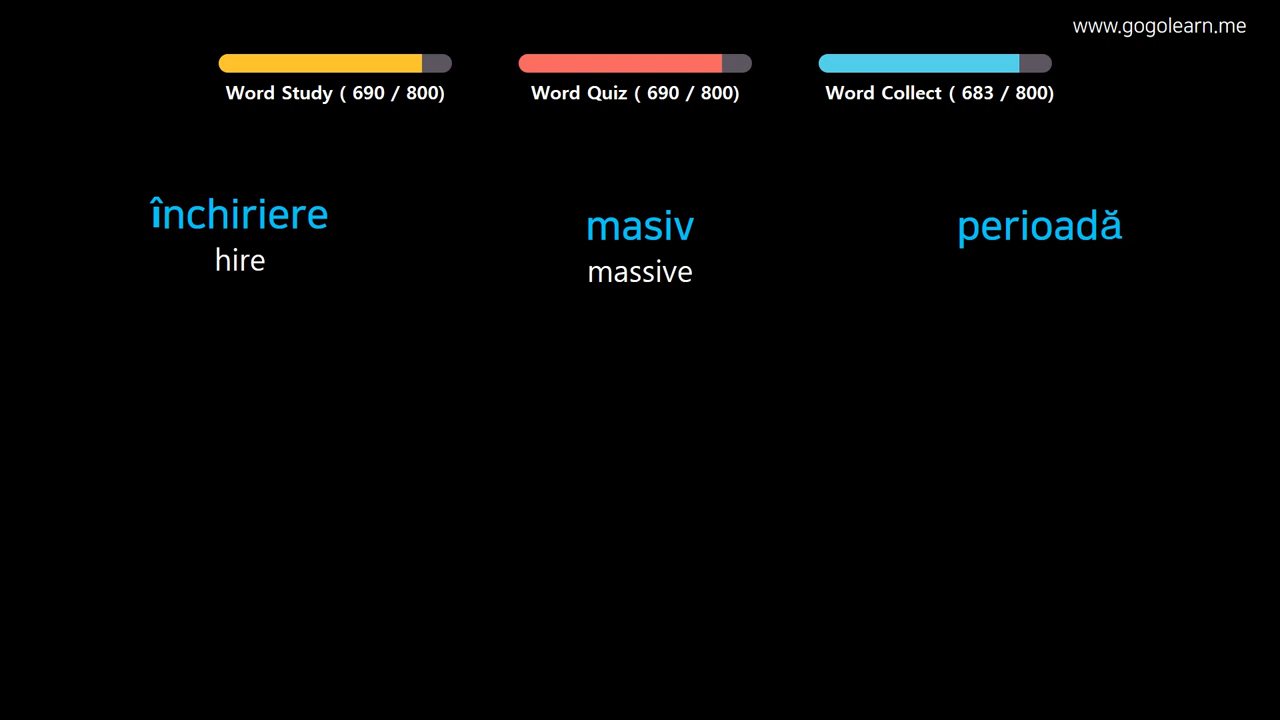 www.gogolearn.me
Word Study ( 690 / 800)
Word Quiz ( 690 / 800)
Word Collect ( 683 / 800)
închiriere
hire
masiv
massive
perioadă